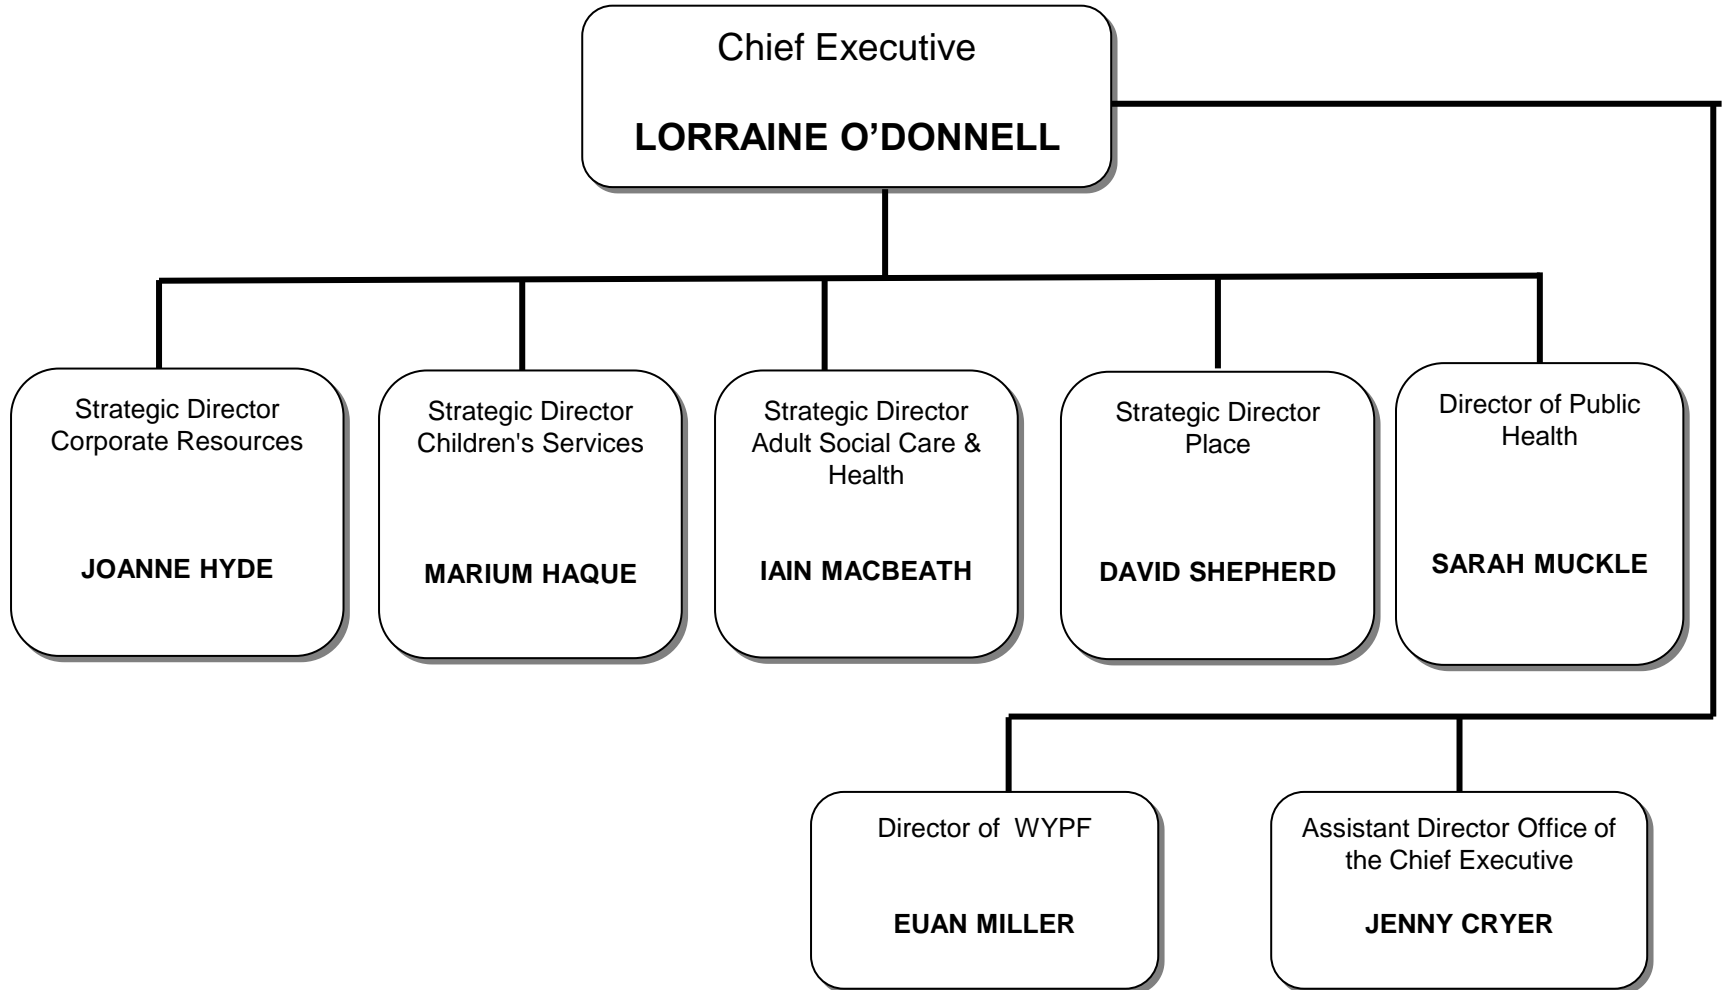 Chief Executive
LORRAINE O’DONNELL
Strategic Director
Corporate Resources
JOANNE HYDE
Strategic Director
Children's Services
MARIUM HAQUE
Strategic Director
Adult Social Care &
Health
IAIN MACBEATH
Strategic Director
Place
DAVID SHEPHERD
Director of Public
Health
SARAH MUCKLE
Director of WYPF
EUAN MILLER
Assistant Director Office of
the Chief Executive
JENNY CRYER